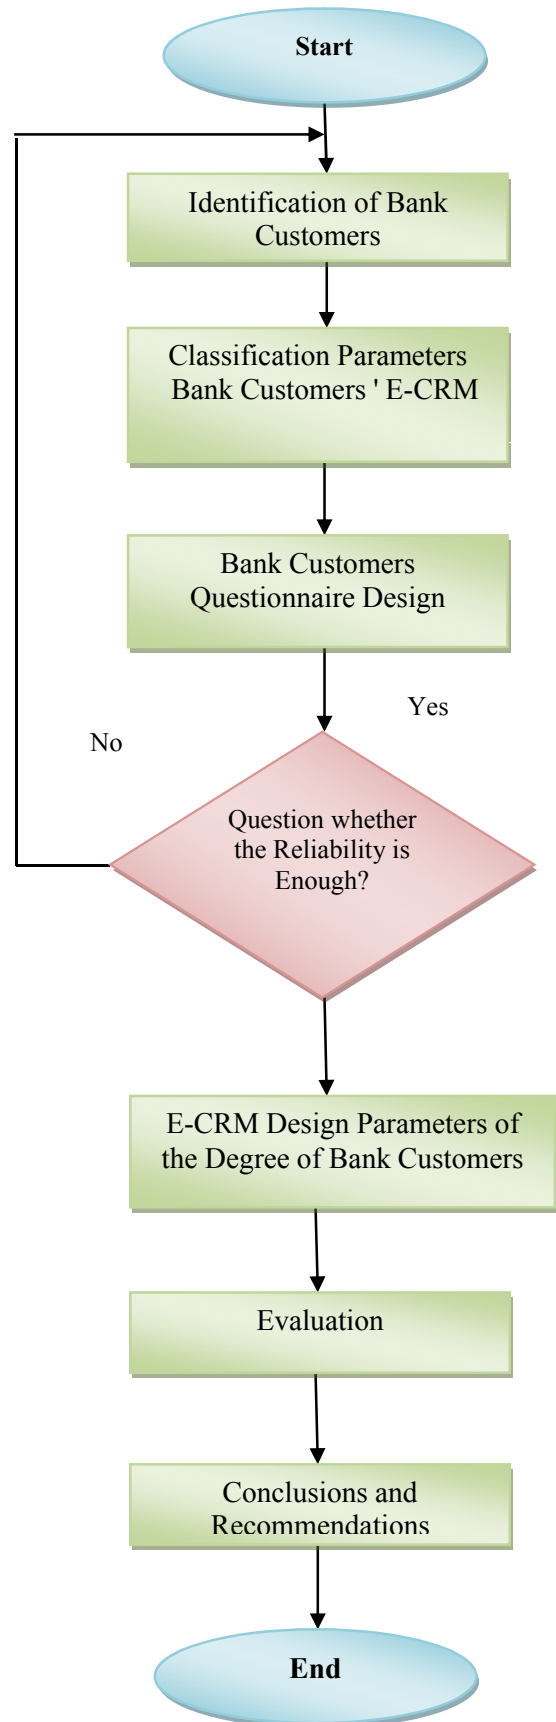 Start
Identification of Bank
Customers
Classification Parameters
Bank Customers ' E-CRM
Bank Customers
Questionnaire Design
Yes
No
Question whether
the Reliability is
Enough?
E-CRM Design Parameters of
the Degree of Bank Customers
Evaluation
Conclusions and
Recommendations
End